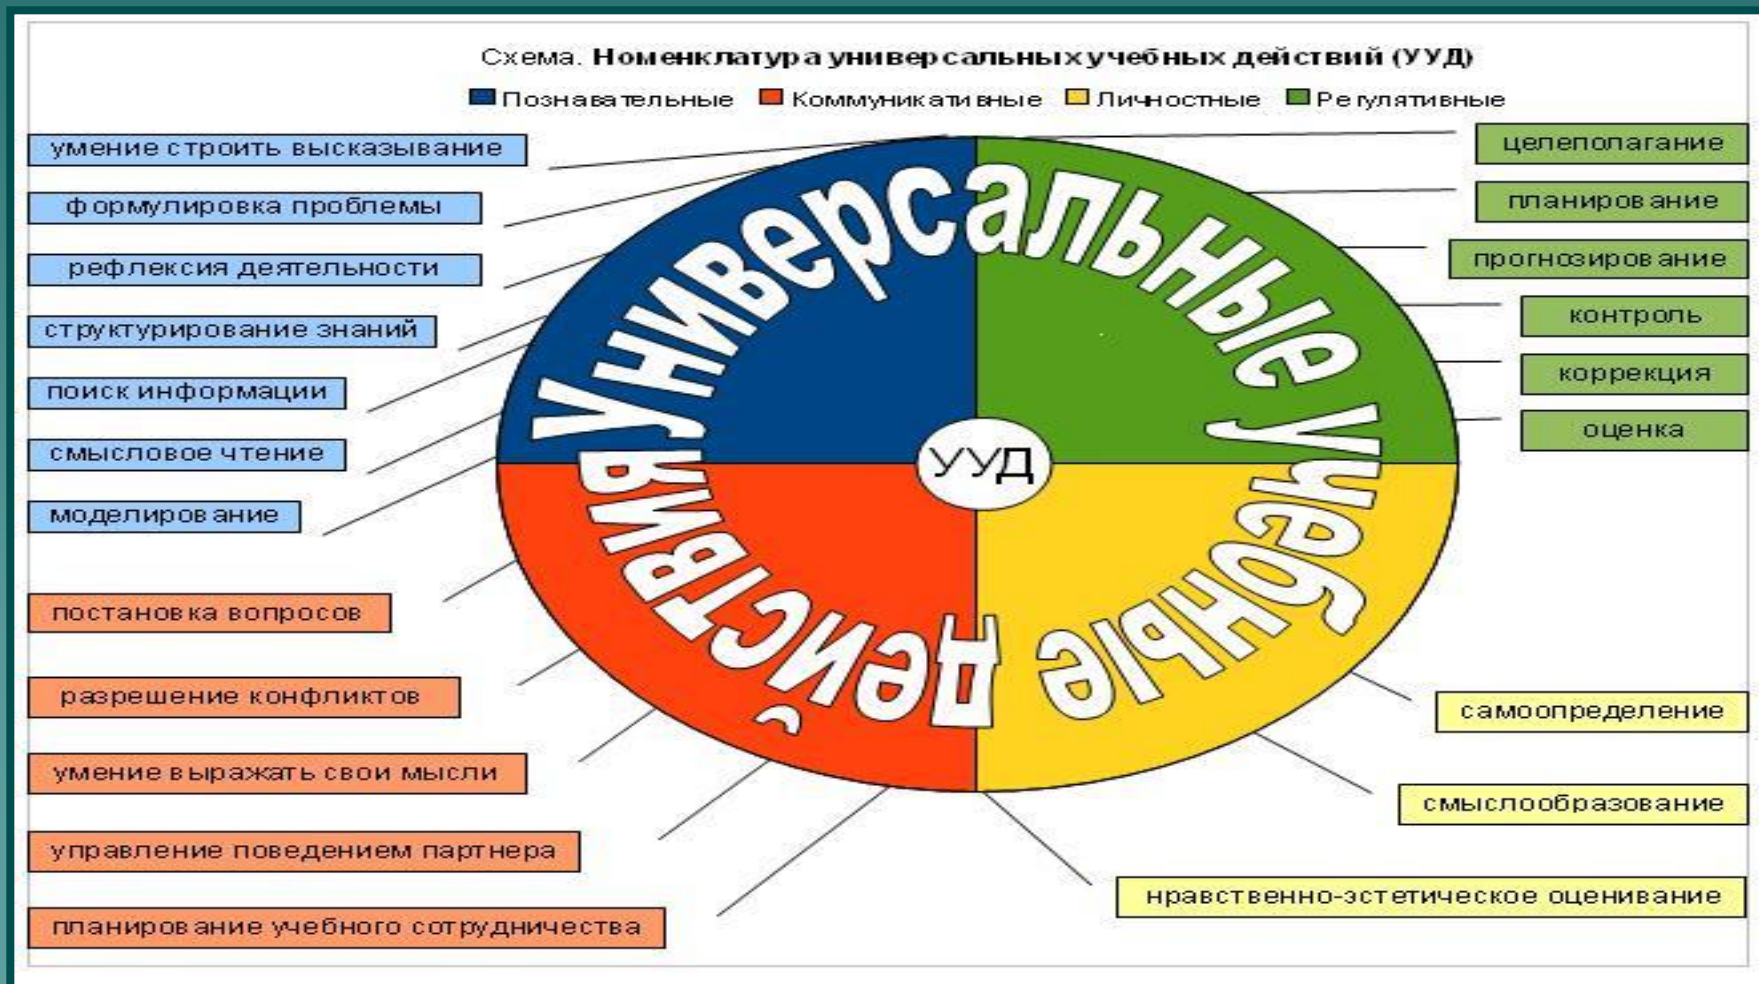 Схема. Номенклатура универсальных учебных действий (УУД)
Познавательные Коммуникативные Личностные Регулятивные
умение строить высказывание
формулировка проблемы
рефлексия деятельности
структурирование знаний
поиск информации
смысловое чтение
моделирование
постановка вопросов
разрешение конфликтов
умение выражать свои мысли
управление поведением партнера
планирование учебного сотрудничества
Универсальные учебные действия
УУД
целеполагание
планирование
прогнозирование
контроль
коррекция
оценка
самоопределение
смыслообразование
нравственно-эстетическое оценивание